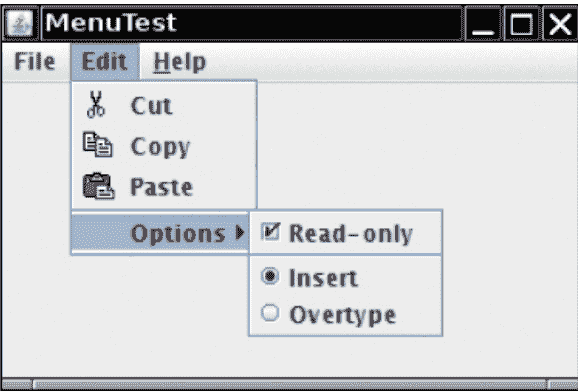 MenuTest
File Edit Help
Cut
Copy
Paste
Options
Read-only
Insert
Overtype